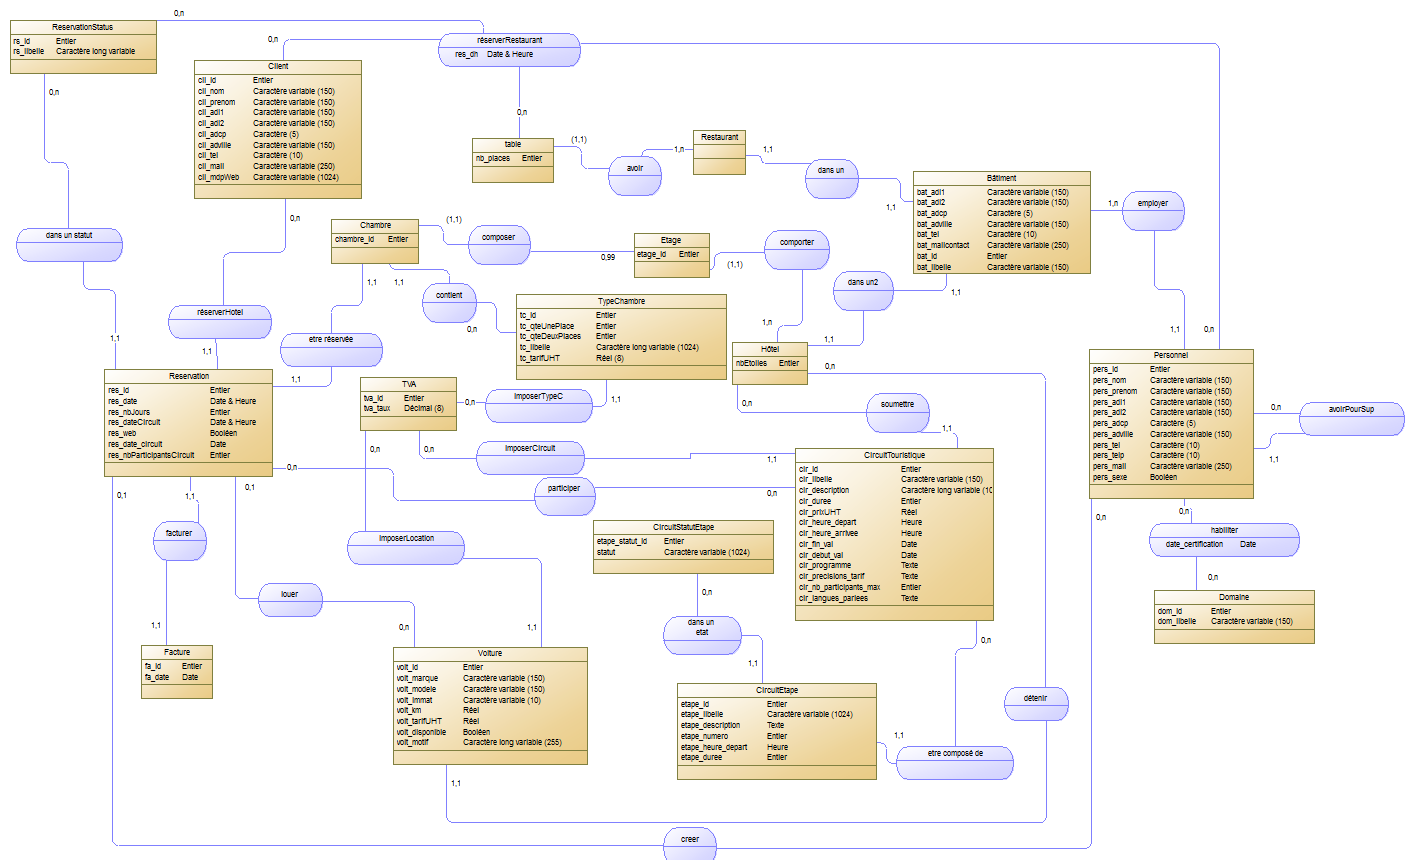 0,n
ReservationStatus
rs_id Entier
rs_libelle Caractère long variable
0,n
réserverRestaurant
res_dh Date & Heure
0,n
Client
cli_id Entier
cli_nom Caractère variable (150)
cli_prenom Caractère variable (150)
cli_adl1 Caractère variable (150)
cli_adl2 Caractère variable (150)
cli_adcp Caractère (5)
cli_adville Caractère variable (150)
cli_tel Caractère (10)
cli_mail Caractère variable (250)
cli_mdpWeb Caractère variable (1024)
0,n
0,n
table
nb_places Entier
(1,1)
avoir
1,n
Restaurant
1,1
dans un
1,1
Bâtiment
bat_adl1 Caractère variable (150)
bat_adl2 Caractère variable (150)
bat_adcp Caractère (5)
bat_adville Caractère variable (150)
bat_tel Caractère (10)
bat_mailcontact Caractère variable (250)
bat_id Entier
bat_libelle Caractère variable (150)
1,n
employer
1,1
0,n
0,n
dans un statut
1,1
réserverHotel
1,1
Chambre
chambre_id Entier
(1,1)
composer
0,99
Etage
etage_id Entier
(1,1)
comporter
1,n
dans un2
1,1
1,1
1,1
1,1
contient
0,n
etre réservée
1,1
TypeChambre
tc_id Entier
tc_qteUnePlace Entier
tc_qteDeuxPlaces Entier
tc_libelle Caractère long variable (1024)
tc_tarifUHT Réel (8)
Hôtel
nbEtoiles Entier
0,n
0,n
Personnel
pers_id Entier
pers_nom Caractère variable (150)
pers_prenom Caractère variable (150)
pers_adl1 Caractère variable (150)
pers_adl2 Caractère variable (150)
pers_adcp Caractère (5)
pers_adville Caractère variable (150)
pers_tel Caractère (10)
pers_telp Caractère (10)
pers_mail Caractère variable (250)
pers_sexe Booléen
0,n
avoirPourSup
1,1
Reservation
res_id Entier
res_date Date & Heure
res_nbJours Entier
res_dateCircuit Date & Heure
res_web Booléen
res_date_circuit Date
res_nbParticipantsCircuit Entier
TVA
tva_id Entier
tva_taux Décimal (8)
0,n
imposerTypeC
1,1
soumettre
1,1
0,n
0,n
imposerCircuit
1,1
0,n
participer
0,n
CircuitTouristique
cir_id Entier
cir_libelle Caractère variable (150)
cir_description Caractère long variable (10
cir_duree Entier
cir_prixUHT Réel
cir_heure_depart Heure
cir_heure_arrivee Heure
cir_fin_val Date
cir_debut_val Date
cir_programme Texte
cir_precisions_tarif Texte
cir_nb_participants_max Entier
cir_langues_parlees Texte
0,1
1,1
0,1
facturer
1,1
Facture
fa_id Entier
fa_date Date
louer
0,n
imposerLocation
1,1
CircuitStatutEtape
etape_statut_id Entier
statut Caractère variable (1024)
0,n
dans un
etat
1,1
0,n
0,n
0,n
habiliter
date_certification Date
0,n
Domaine
dom_id Entier
dom_libelle Caractère variable (150)
Voiture
voit_id Entier
voit_marque Caractère variable (150)
voit_modele Caractère variable (150)
voit_immat Caractère variable (10)
voit_km Réel
voit_tarifUHT Réel
voit_disponible Booléen
voit_motif Caractère long variable (255)
1,1
CircuitEtape
etape_id Entier
etape_libelle Caractère variable (1024)
etape_description Texte
etape_numero Entier
etape_heure_depart Heure
etape_duree Entier
1,1
etre composé de
détenir
creer